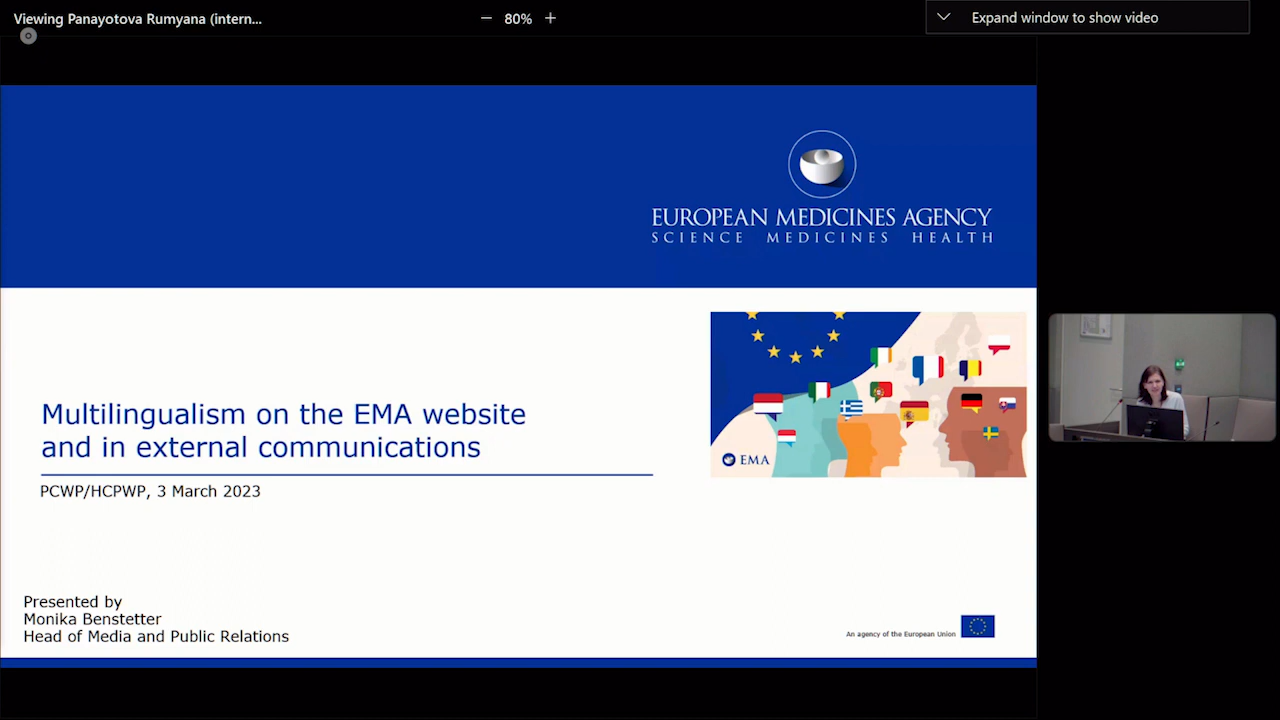 Viewing Panayotova Rumyana (intern...
80%
Expand window to show video
EUROPEAN MEDICINES AGENCY
SCIENCE MEDICINES HEALTH
EMA
Multilingualism on the EMA website
and in external communications
PCWP/HCPWP, 3 March 2023
Presented by
Monika Benstetter
Head of Media and Public Relations
An agency of the European Union